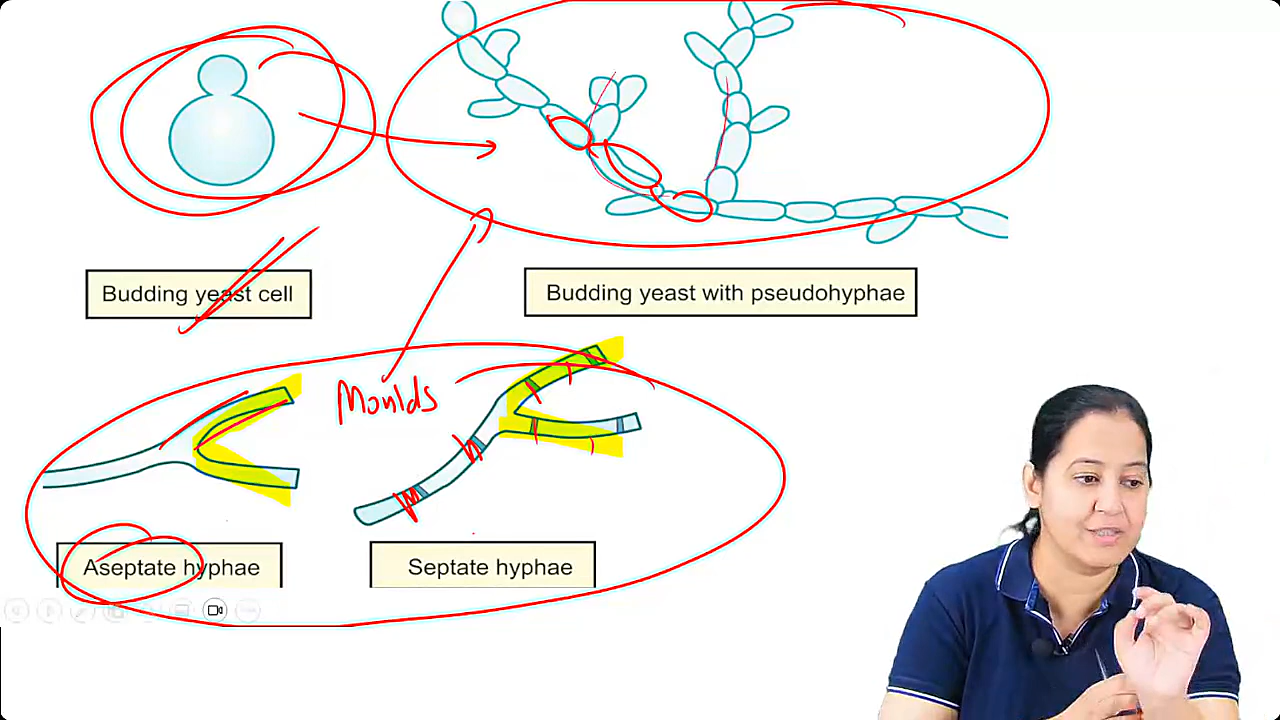 Budding yeast cell
Budding yeast with pseudohyphae
Moulds
Aseptate hyphae
Septate hyphae